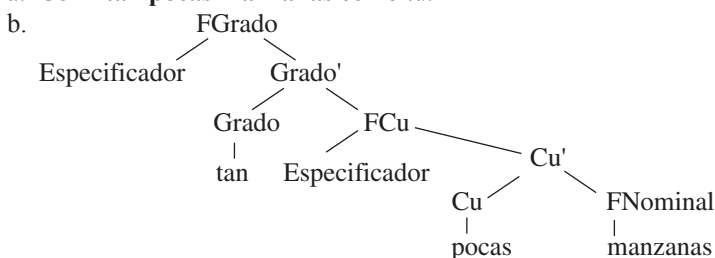 b. FGrado
Especificador Grado'
Grado FCu
tan Especificador Cu'
Cu FNominal
pocas manzanas